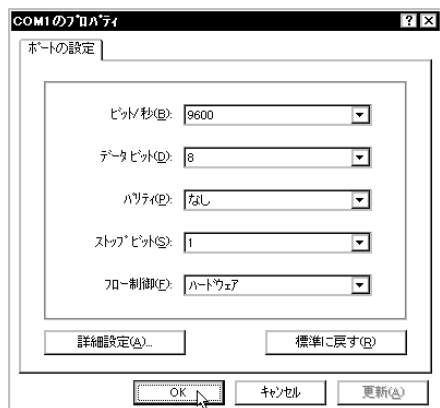 COM1のﾌﾟﾛﾊﾟﾃｨ
ﾎﾟｰﾄの設定
ﾋﾞｯﾄ/秒(B): 9600
ﾃﾞｰﾀ ﾋﾞｯﾄ(D): 8
ﾊﾟﾘﾃｨ(P): なし
ｽﾄｯﾌﾟ ﾋﾞｯﾄ(S): 1
ﾌﾛｰ制御(F): ﾊｰﾄﾞｳｪｱ
詳細設定(A)... 標準に戻す(R)
OK ｷｬﾝｾﾙ 更新(A)